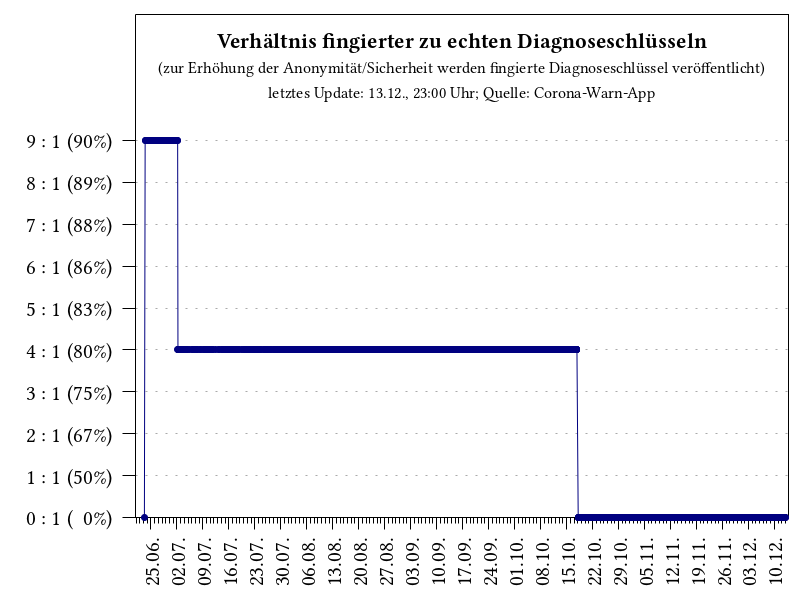 Verhältnis fingierter zu echten Diagnoseschlüsseln
(zur Erhöhung der Anonymität/Sicherheit werden fingierte Diagnoseschlüssel veröffentlicht)
letztes Update: 13.12., 23:00 Uhr; Quelle: Corona-Warn-App
9 : 1 (90%)
8 : 1 (89%)
7 : 1 (88%)
6 : 1 (86%)
5 : 1 (83%)
4 : 1 (80%)
3 : 1 (75%)
2 : 1 (67%)
1 : 1 (50%)
0 : 1 ( 0%)
25.06.
02.07.
09.07.
16.07.
23.07.
30.07.
06.08.
13.08.
20.08.
27.08.
03.09.
10.09.
17.09.
24.09.
01.10.
08.10.
15.10.
22.10.
29.10.
05.11.
12.11.
19.11.
26.11.
03.12.
10.12.